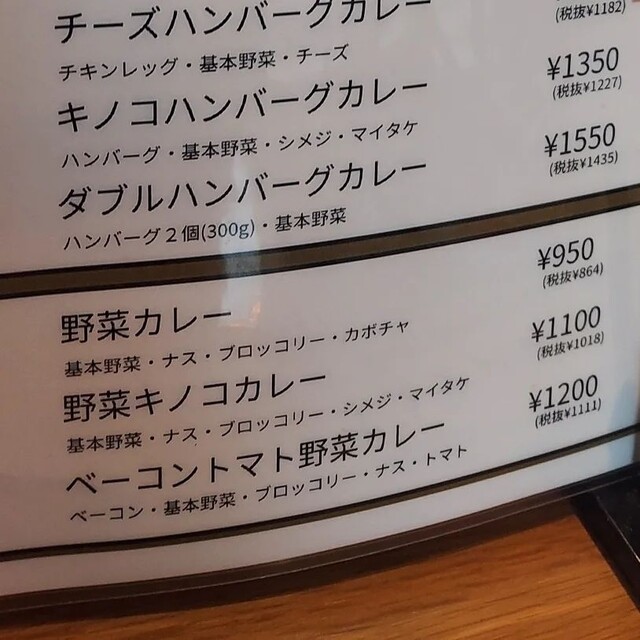 チーズハンバーグカレー
(税抜¥1182)
チキンレッグ・基本野菜・チーズ
キノコハンバーグカレー
¥1350
(税抜¥1227)
ハンバーグ・基本野菜・シメジ・マイタケ
ダブルハンバーグカレー
¥1550
(税抜¥1435)
ハンバーグ2個(300g)・基本野菜
野菜カレー
¥950
(税抜¥864)
基本野菜・ナス・ブロッコリー・カボチャ
野菜キノコカレー
¥1100
(税抜¥1018)
基本野菜・ナス・ブロッコリー・シメジ・マイタケ
ベーコントマト野菜カレー
¥1200
(税抜¥1111)
ベーコン・基本野菜・ブロッコリー・ナス・トマト